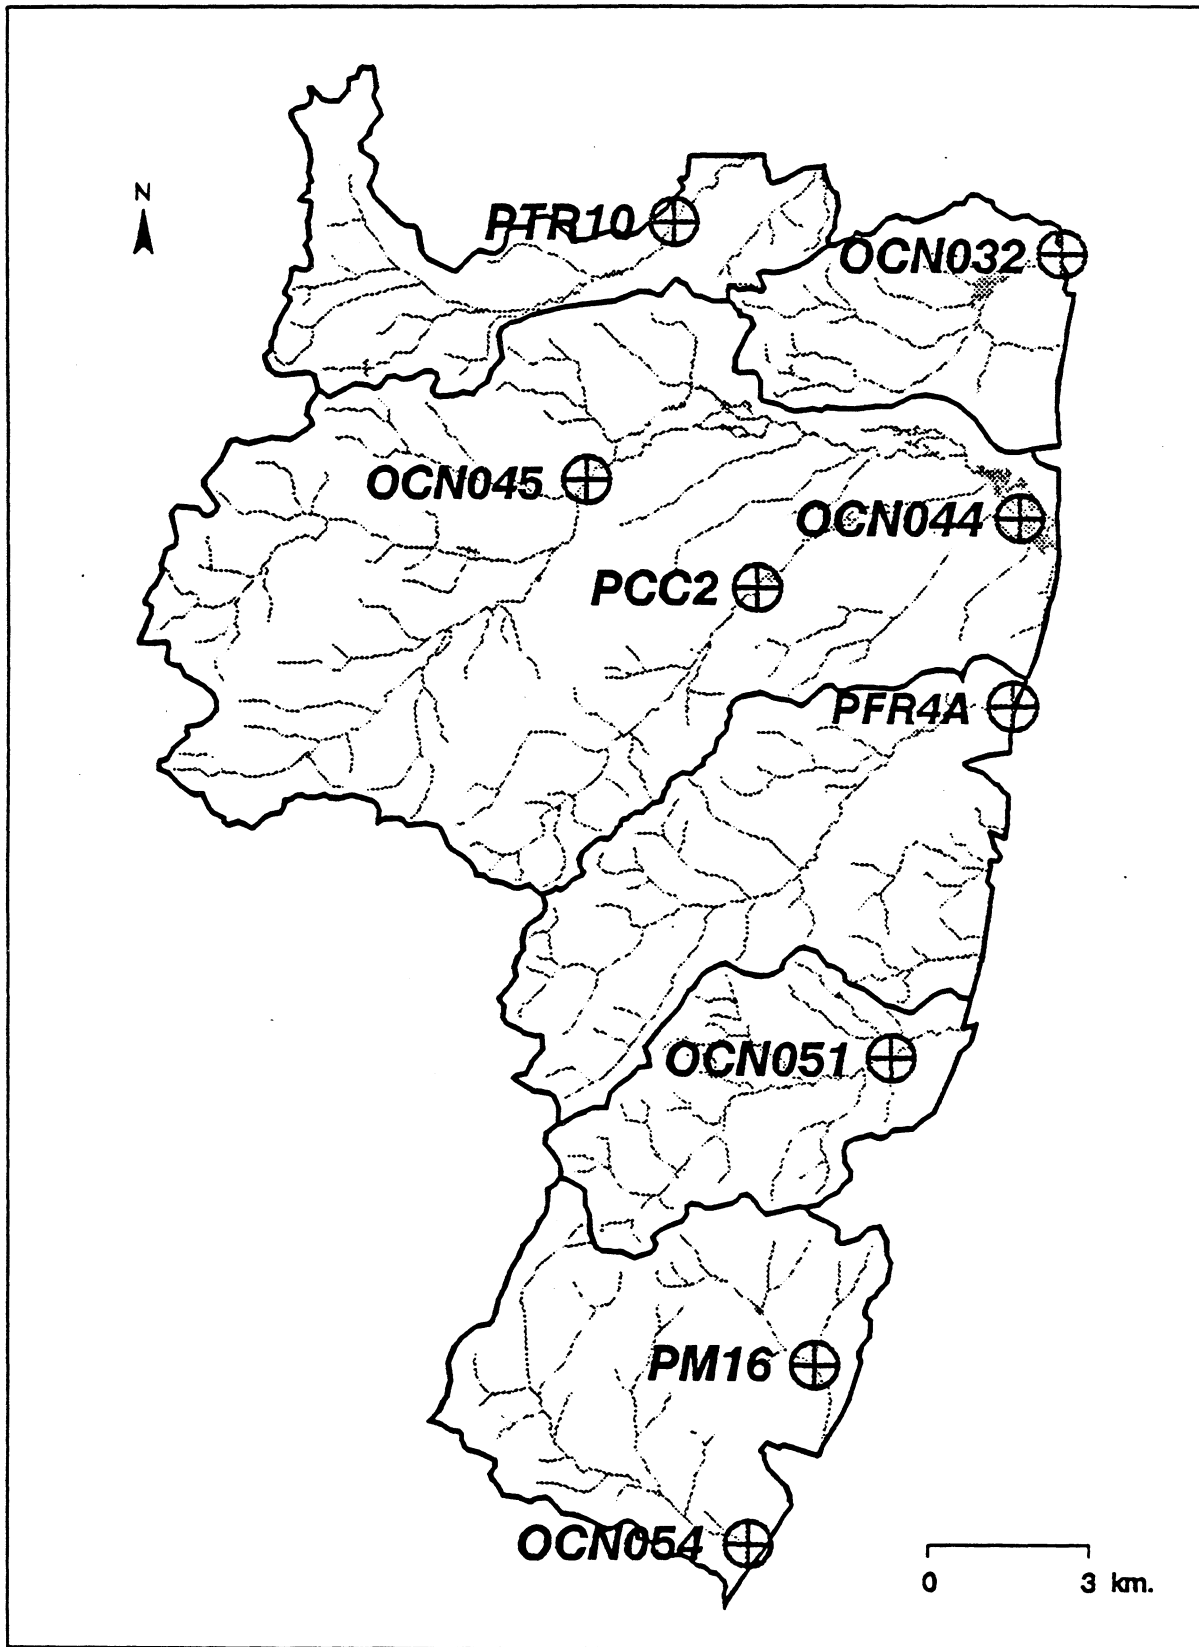 N
PTR10
OCN032
OCN045
OCN044
PCC2
PFR4A
OCN051
PM16
OCN054
0 3 km.